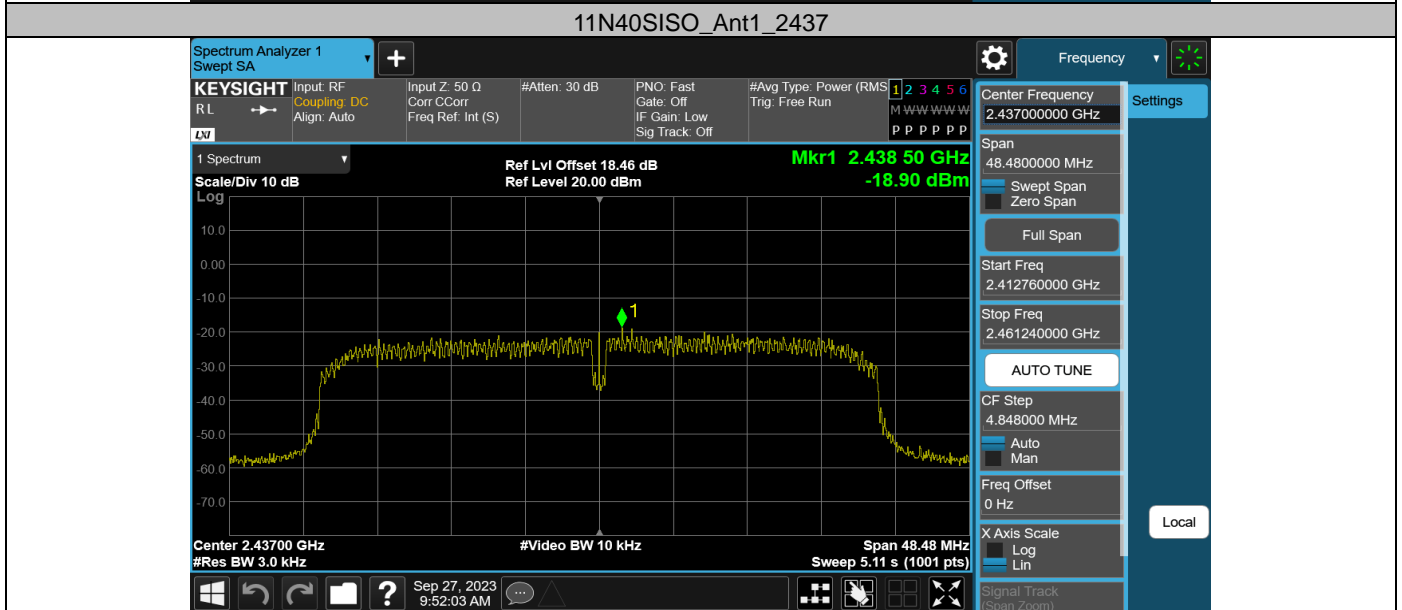 11N40SISO_Ant1_2437
Spectrum Analyzer 1
Swept SA
+
Frequency
KEYSIGHT
RL
LXI
Input: RF
Coupling: DC
Align: Auto
Input Z: 50 Ω
Corr CCorr
Freq Ref: Int (S)
#Atten: 30 dB
PNO: Fast
Gate: Off
IF Gain: Low
Sig Track: Off
#Avg Type: Power (RMS
Trig: Free Run
1 2 3 4 5 6
M W W W W W
P P P P P P
1 Spectrum
Scale/Div 10 dB
Log
Ref Lvl Offset 18.46 dB
Ref Level 20.00 dBm
Mkr1 2.438 50 GHz
-18.90 dBm
10.0
0.00
-10.0
-20.0
-30.0
-40.0
-50.0
-60.0
-70.0
1
Center 2.43700 GHz
#Res BW 3.0 kHz
#Video BW 10 kHz
Span 48.48 MHz
Sweep 5.11 s (1001 pts)
Center Frequency
2.437000000 GHz
Span
48.4800000 MHz
Swept Span
Zero Span
Full Span
Start Freq
2.412760000 GHz
Stop Freq
2.461240000 GHz
AUTO TUNE
CF Step
4.848000 MHz
Auto
Man
Freq Offset
0 Hz
X Axis Scale
Log
Lin
Signal Track
(Span Zoom)
Settings
Local
?
Sep 27, 2023
9:52:03 AM